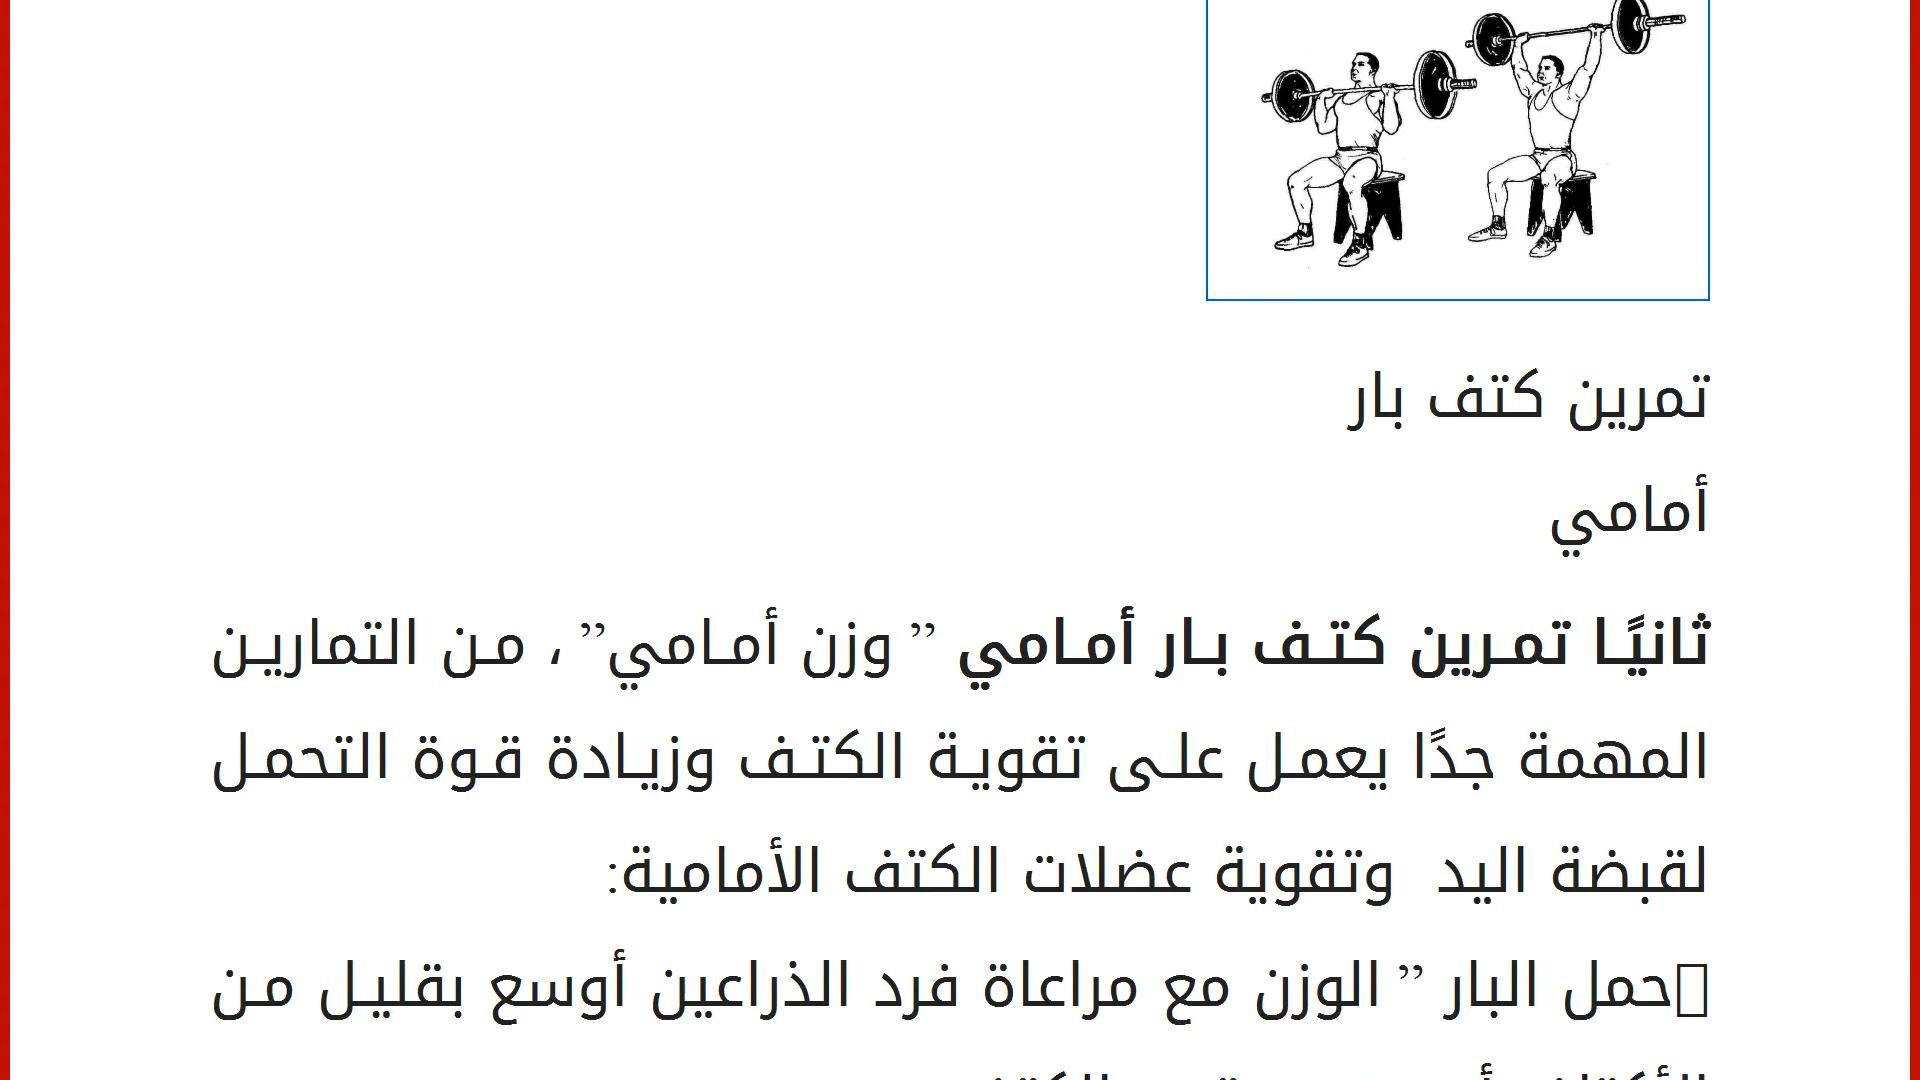 تمرين كتف بار
أمامي
ثانيًا تمرين كتف بار أمامي ” وزن أمامي” ، من التمارين
المهمة جدًا يعمل على تقوية الكتف وزيادة قوة التحمل
لقبضة اليد وتقوية عضلات الكتف الأمامية:
حمل البار ” الوزن مع مراعاة فرد الذراعين أوسع بقليل من